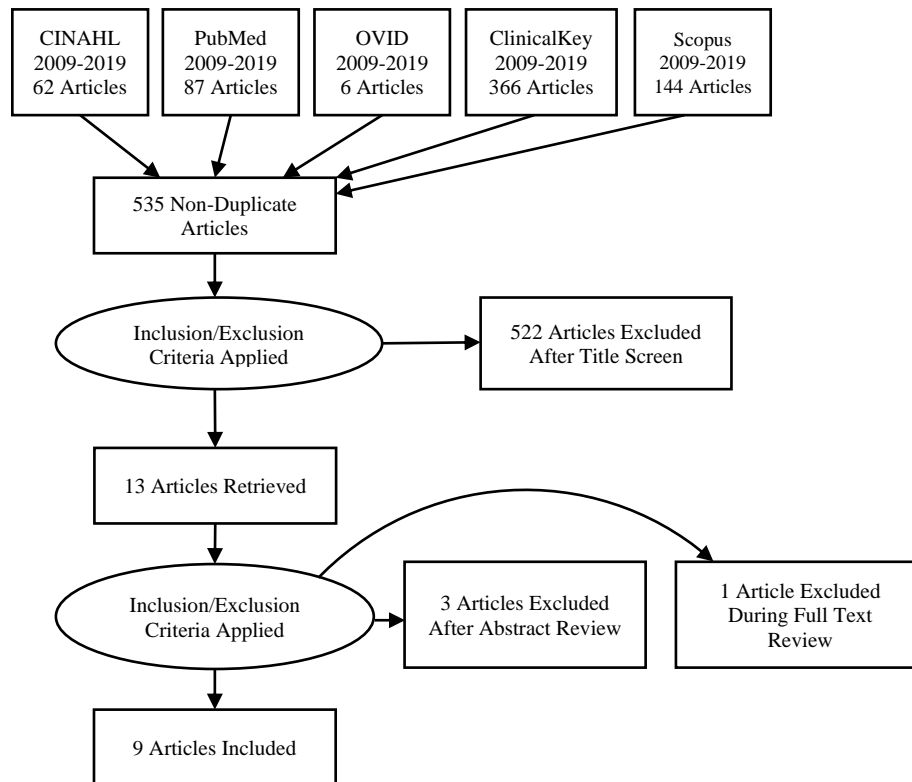 CINAHL
2009-2019
62 Articles
PubMed
2009-2019
87 Articles
OVID
2009-2019
6 Articles
ClinicalKey
2009-2019
366 Articles
Scopus
2009-2019
144 Articles
535 Non-Duplicate
Articles
Inclusion/Exclusion
Criteria Applied
522 Articles Excluded
After Title Screen
13 Articles Retrieved
Inclusion/Exclusion
Criteria Applied
3 Articles Excluded
After Abstract Review
1 Article Excluded
During Full Text
Review
9 Articles Included